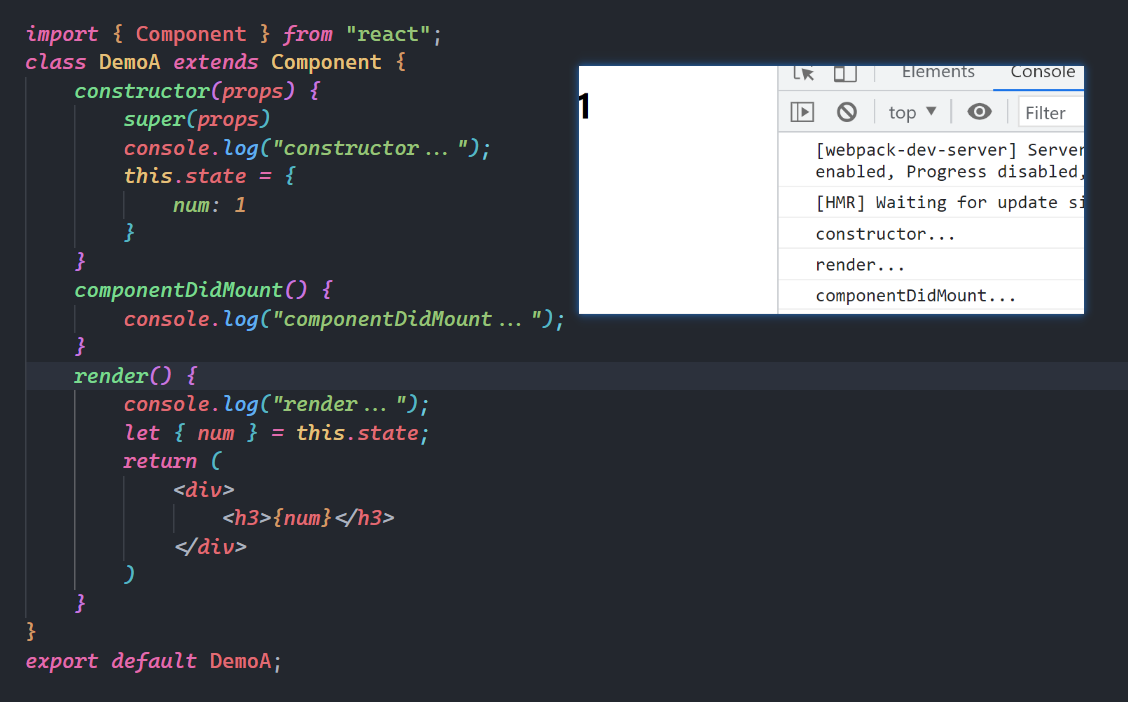 import { Component } from "react";
class DemoA extends Component {
constructor(props) {
super(props)
console.log("constructor...");
this.state = {
num: 1
}
}
componentDidMount() {
console.log("componentDidMount...");
}
render() {
console.log("render...");
let { num } = this.state;
return (
<div>
<h3>{num}</h3>
</div>
)
}
}
export default DemoA;
1
Elements Console
top ▼ Filter
[webpack-dev-server] Server
enabled, Progress disabled,
[HMR] Waiting for update si
constructor...
render...
componentDidMount...